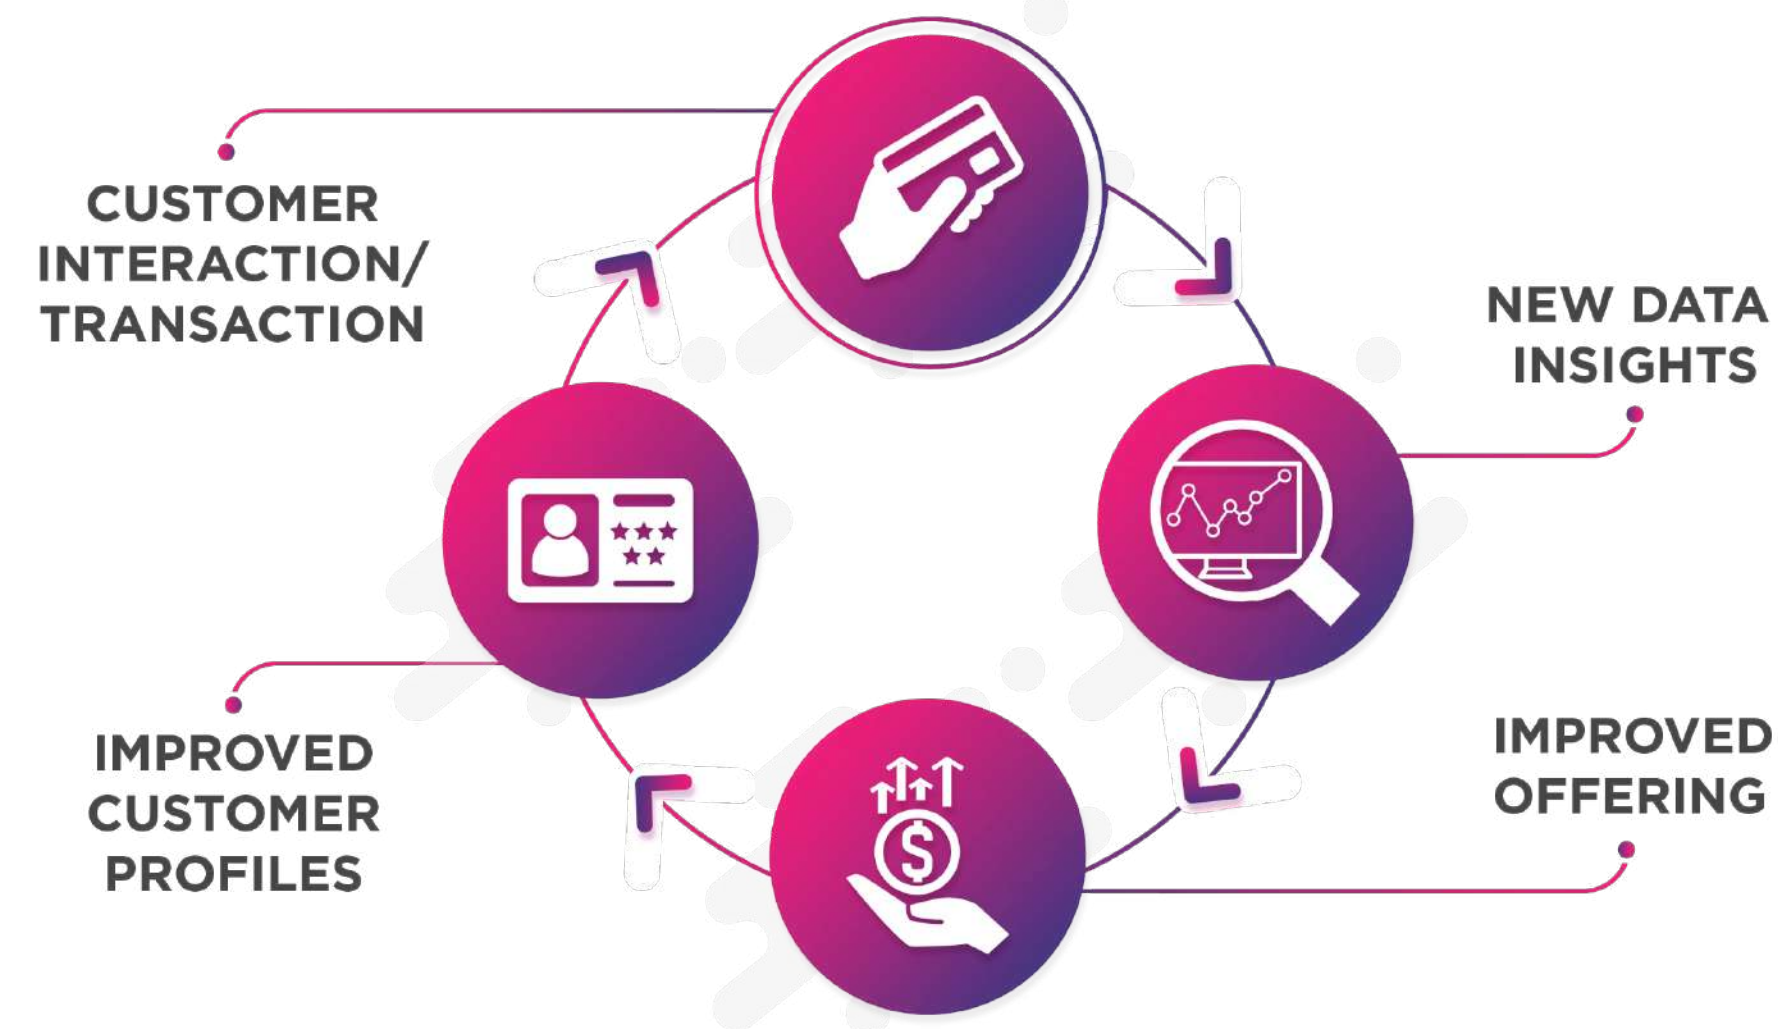 CUSTOMER
INTERACTION/
TRANSACTION
NEW DATA
INSIGHTS
IMPROVED
CUSTOMER
PROFILES
IMPROVED
OFFERING
$